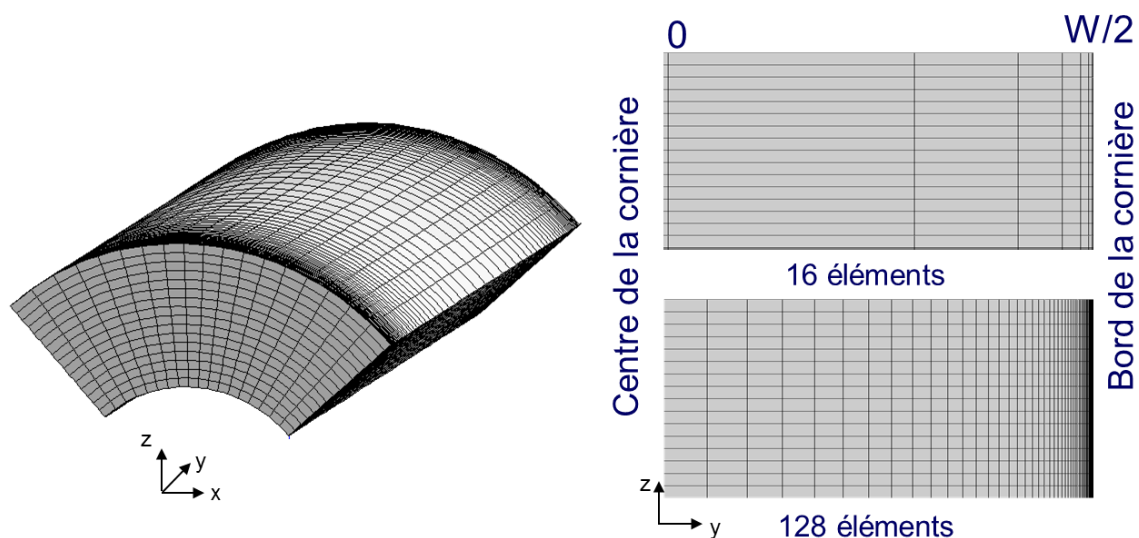 0
W/2
Centre de la cornière
Bord de la cornière
16 éléments
z
y
x
z
y
128 éléments